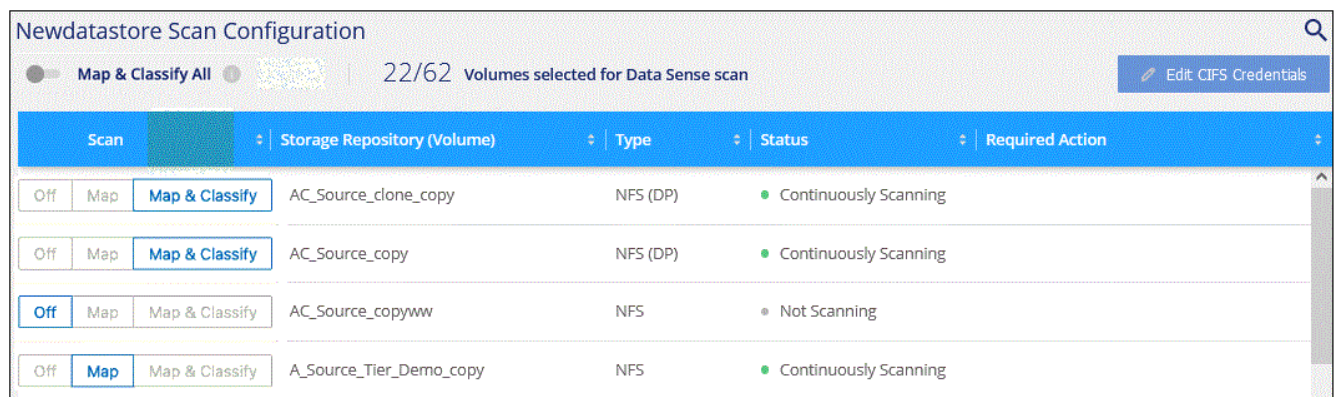 Newdatastore Scan Configuration
Map & Classify All 22/62 Volumes selected for Data Sense scan Edit CIFS Credentials
Scan Storage Repository (Volume) Type Status Required Action
Off Map Map & Classify AC_Source_clone_copy NFS (DP) Continuously Scanning
Off Map Map & Classify AC_Source_copy NFS (DP) Continuously Scanning
Off Map Map & Classify AC_Source_copyww NFS Not Scanning
Off Map Map & Classify A_Source_Tier_Demo_copy NFS Continuously Scanning